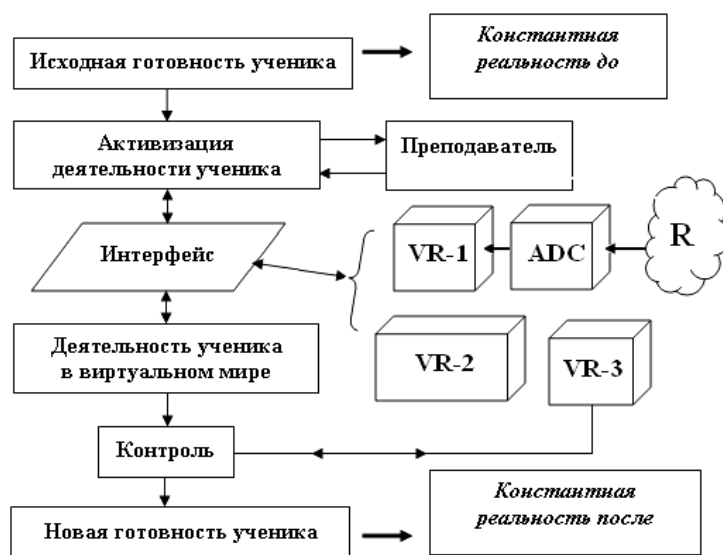 Исходная готовность ученика
Константная
реальность до
Активизация
деятельности ученика
Преподаватель
Интерфейс
VR-1
ADC
R
Деятельность ученика
в виртуальном мире
VR-2
VR-3
Контроль
Новая готовность ученика
Константная
реальность после